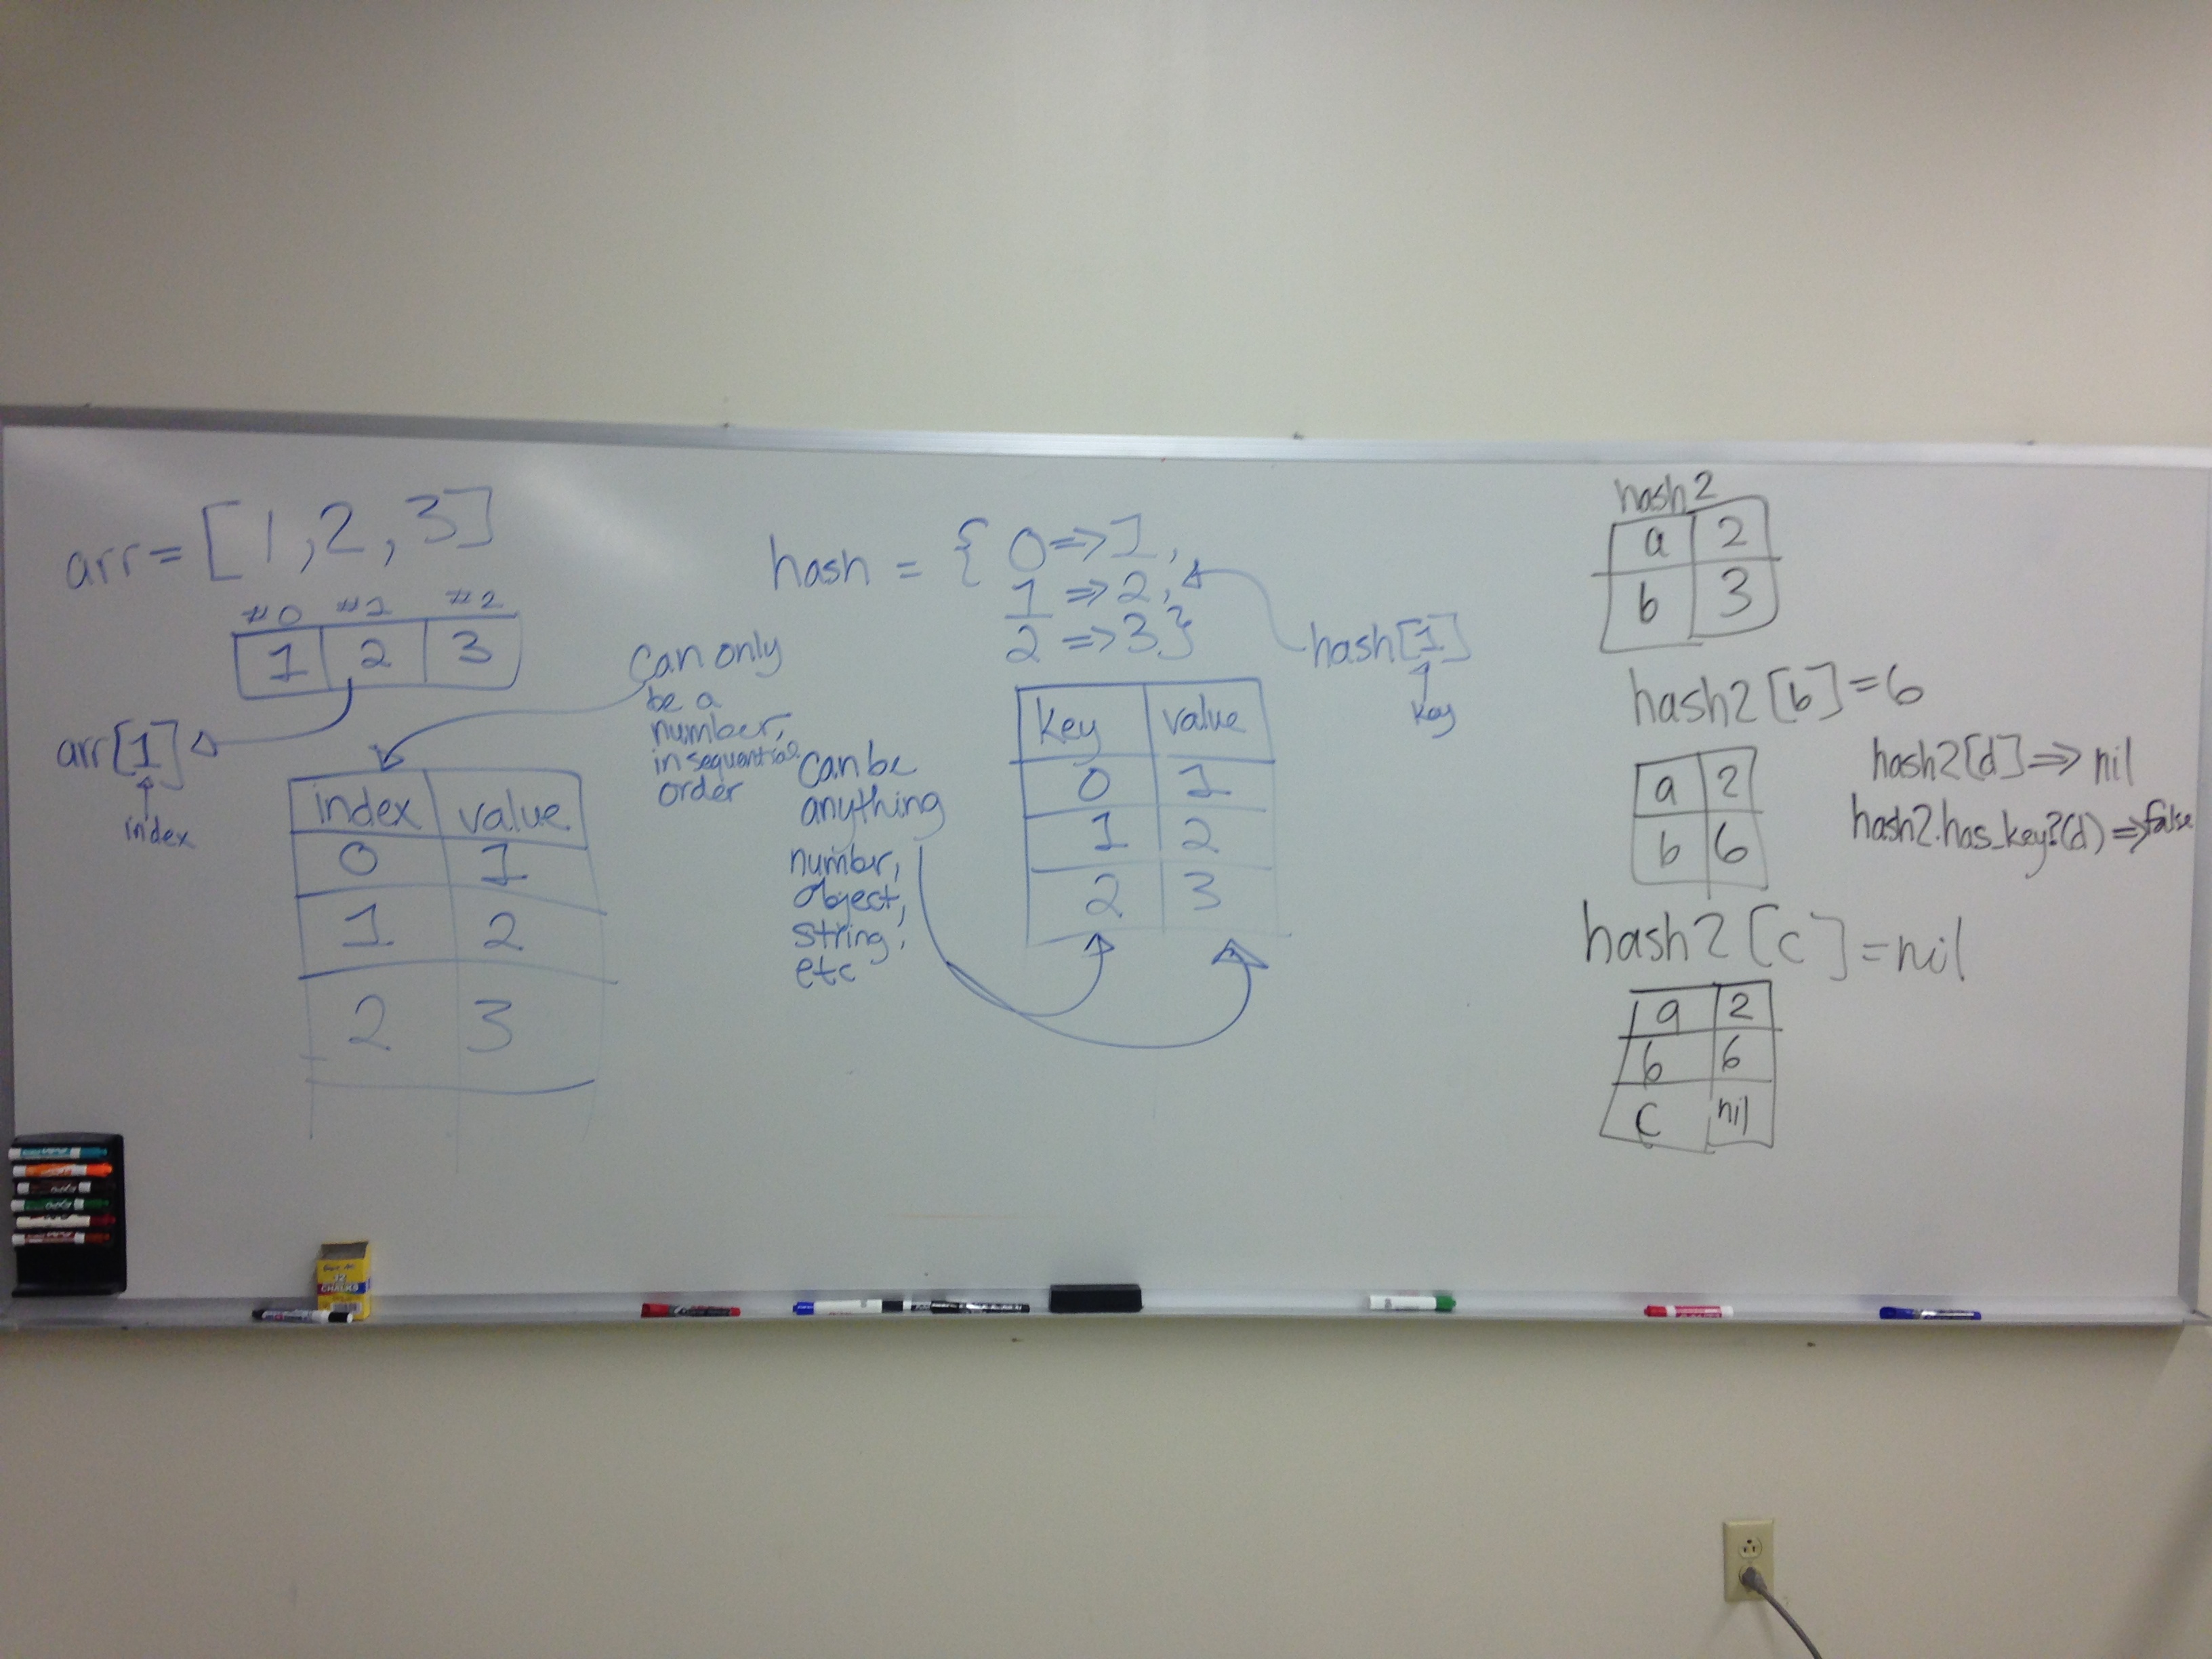 arr = [1,2,3]
#0 #1 #2
1 2 3
arr[1]
index
can only
be a
number,
in sequential
order
index value
0 1
1 2
2 3
hash = { 0 => 1,
1 => 2,
2 => 3 }
hash[1]
key
key value
0 1
1 2
2 3
can be
anything
number,
object,
string,
etc
hash2
a 2
b 3
hash2[b]=6
a 2
b 6
hash2[d] => nil
hash2.has_key?(d) => false
hash2[c]=nil
a 2
b 6
c nil
12
CHALKS